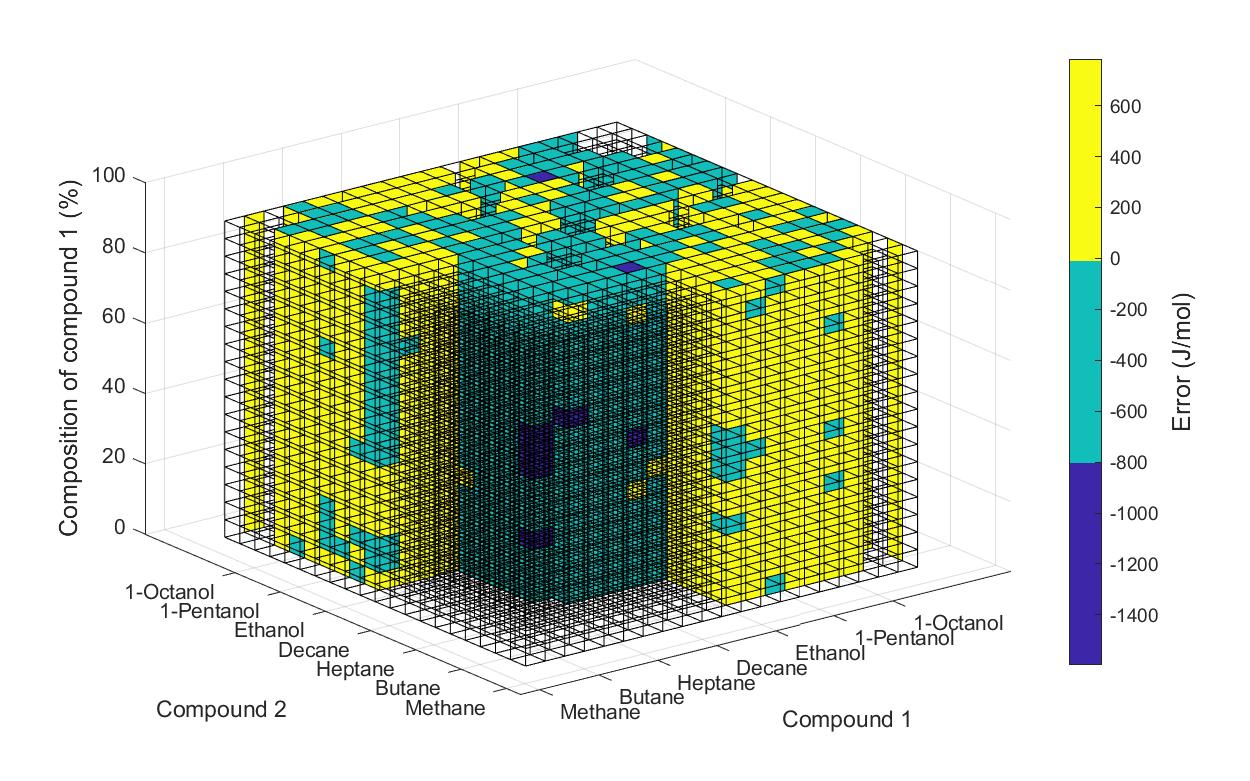 100
80
60
40
20
0
Composition of compound 1 (%)
1-Octanol
1-Pentanol
Ethanol
Decane
Heptane
Butane
Methane
Compound 2
Methane
Butane
Heptane
Decane
Ethanol
1-Pentanol
1-Octanol
Compound 1
600
400
200
0
-200
-400
-600
-800
-1000
-1200
-1400
Error (J/mol)